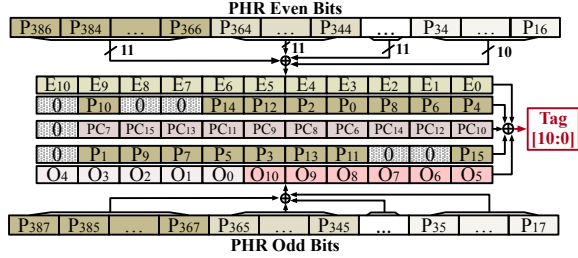 PHR Even Bits
P386 P384 ... P366 P364 ... P344 ... P34 ... P16
11 11 11 10
E10 E9 E8 E7 E6 E5 E4 E3 E2 E1 E0
0 P10 0 0 P14 P12 P2 P0 P8 P6 P4
0 PC7 PC15 PC13 PC11 PC9 PC8 PC6 PC14 PC12 PC10
Tag
[10:0]
0 P1 P9 P7 P5 P3 P13 P11 0 0 P15
O4 O3 O2 O1 O0 O10 O9 O8 O7 O6 O5
P387 P385 ... P367 P365 ... P345 ... P35 ... P17
PHR Odd Bits